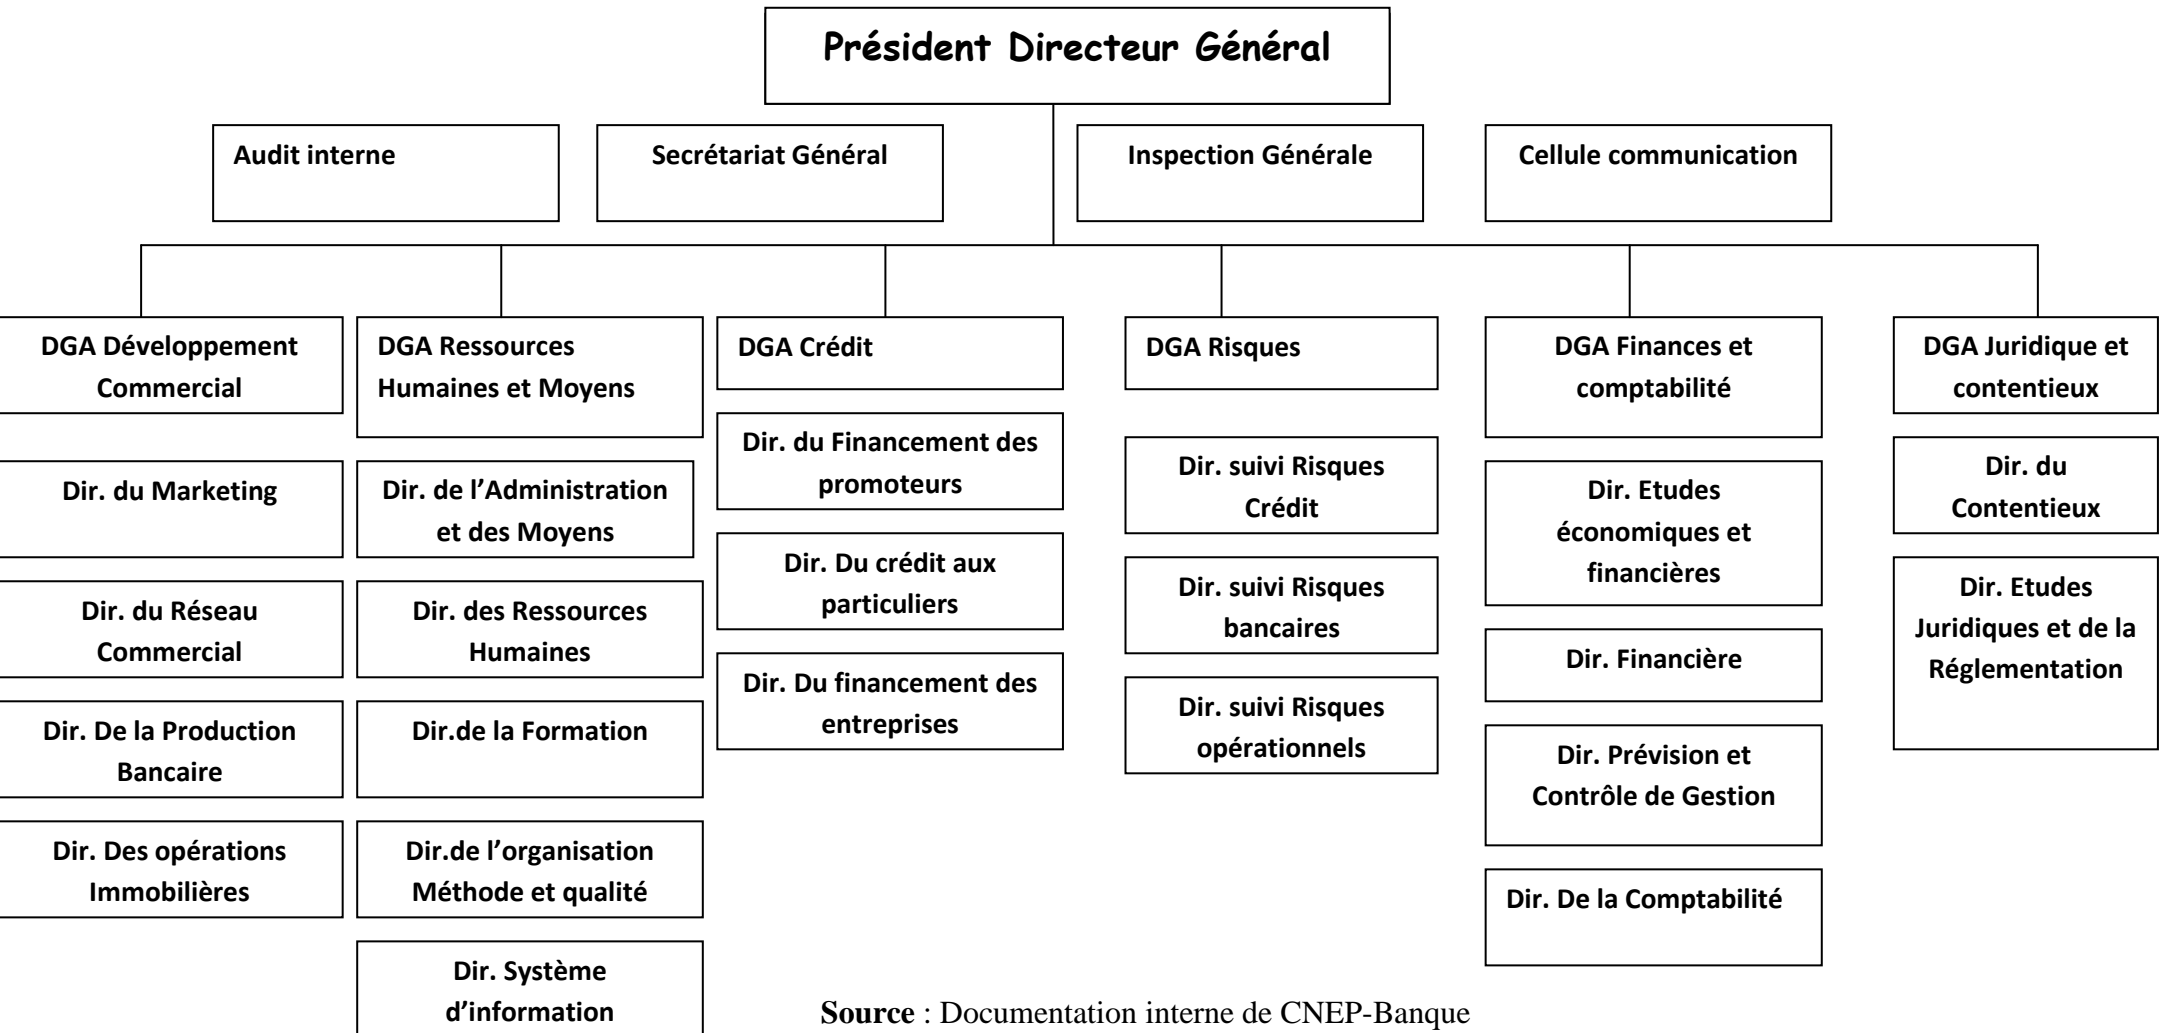 Président Directeur Général
Audit interne
Secrétariat Général
Inspection Générale
Cellule communication
DGA Développement
Commercial
Dir. du Marketing
Dir. du Réseau
Commercial
Dir. De la Production
Bancaire
Dir. Des opérations
Immobilières
DGA Ressources
Humaines et Moyens
Dir. de l’Administration
et des Moyens
Dir. des Ressources
Humaines
Dir.de la Formation
Dir.de l’organisation
Méthode et qualité
Dir. Système
d’information
DGA Crédit
Dir. du Financement des
promoteurs
Dir. Du crédit aux
particuliers
Dir. Du financement des
entreprises
DGA Risques
Dir. suivi Risques
Crédit
Dir. suivi Risques
bancaires
Dir. suivi Risques
opérationnels
DGA Finances et
comptabilité
Dir. Etudes
économiques et
financières
Dir. Financière
Dir. Prévision et
Contrôle de Gestion
Dir. De la Comptabilité
DGA Juridique et
contentieux
Dir. du
Contentieux
Dir. Etudes
Juridiques et de la
Réglementation
Source : Documentation interne de CNEP-Banque